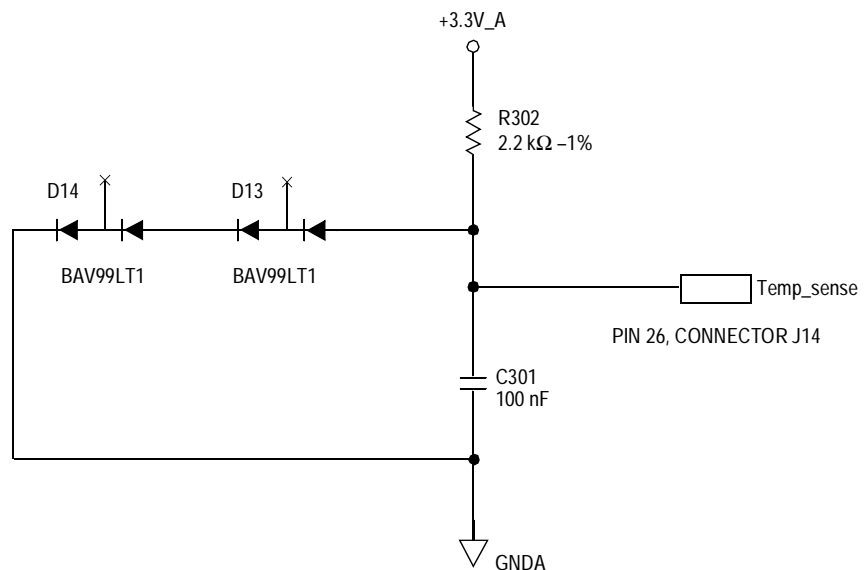 +3.3V_A
R302
2.2 kΩ –1%
D14
D13
BAV99LT1
BAV99LT1
Temp_sense
PIN 26, CONNECTOR J14
C301
100 nF
GNDA